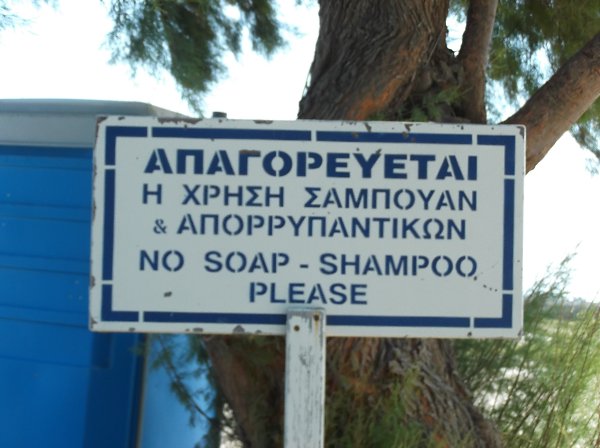 ΑΠΑΓΟΡΕΥΕΤΑΙ
Η ΧΡΗΣΗ ΣΑΜΠΟΥΑΝ
& ΑΠΟΡΡΥΠΑΝΤΙΚΩΝ
NO SOAP - SHAMPOO
PLEASE